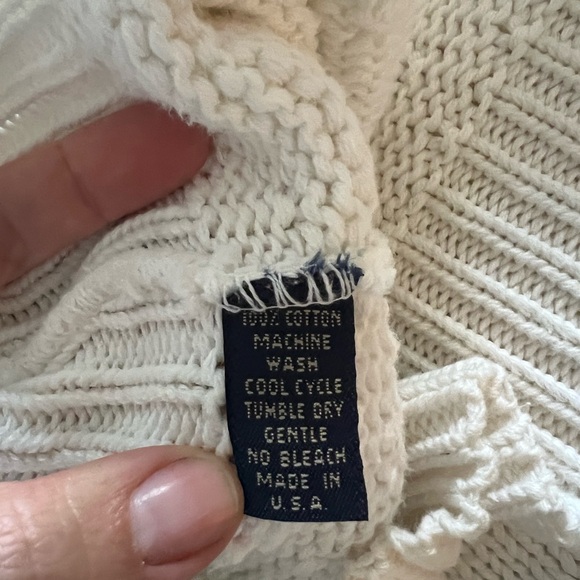 100% COTTON
MACHINE
WASH
COOL CYCLE
TUMBLE DRY
GENTLE
NO BLEACH
MADE IN
U.S.A.